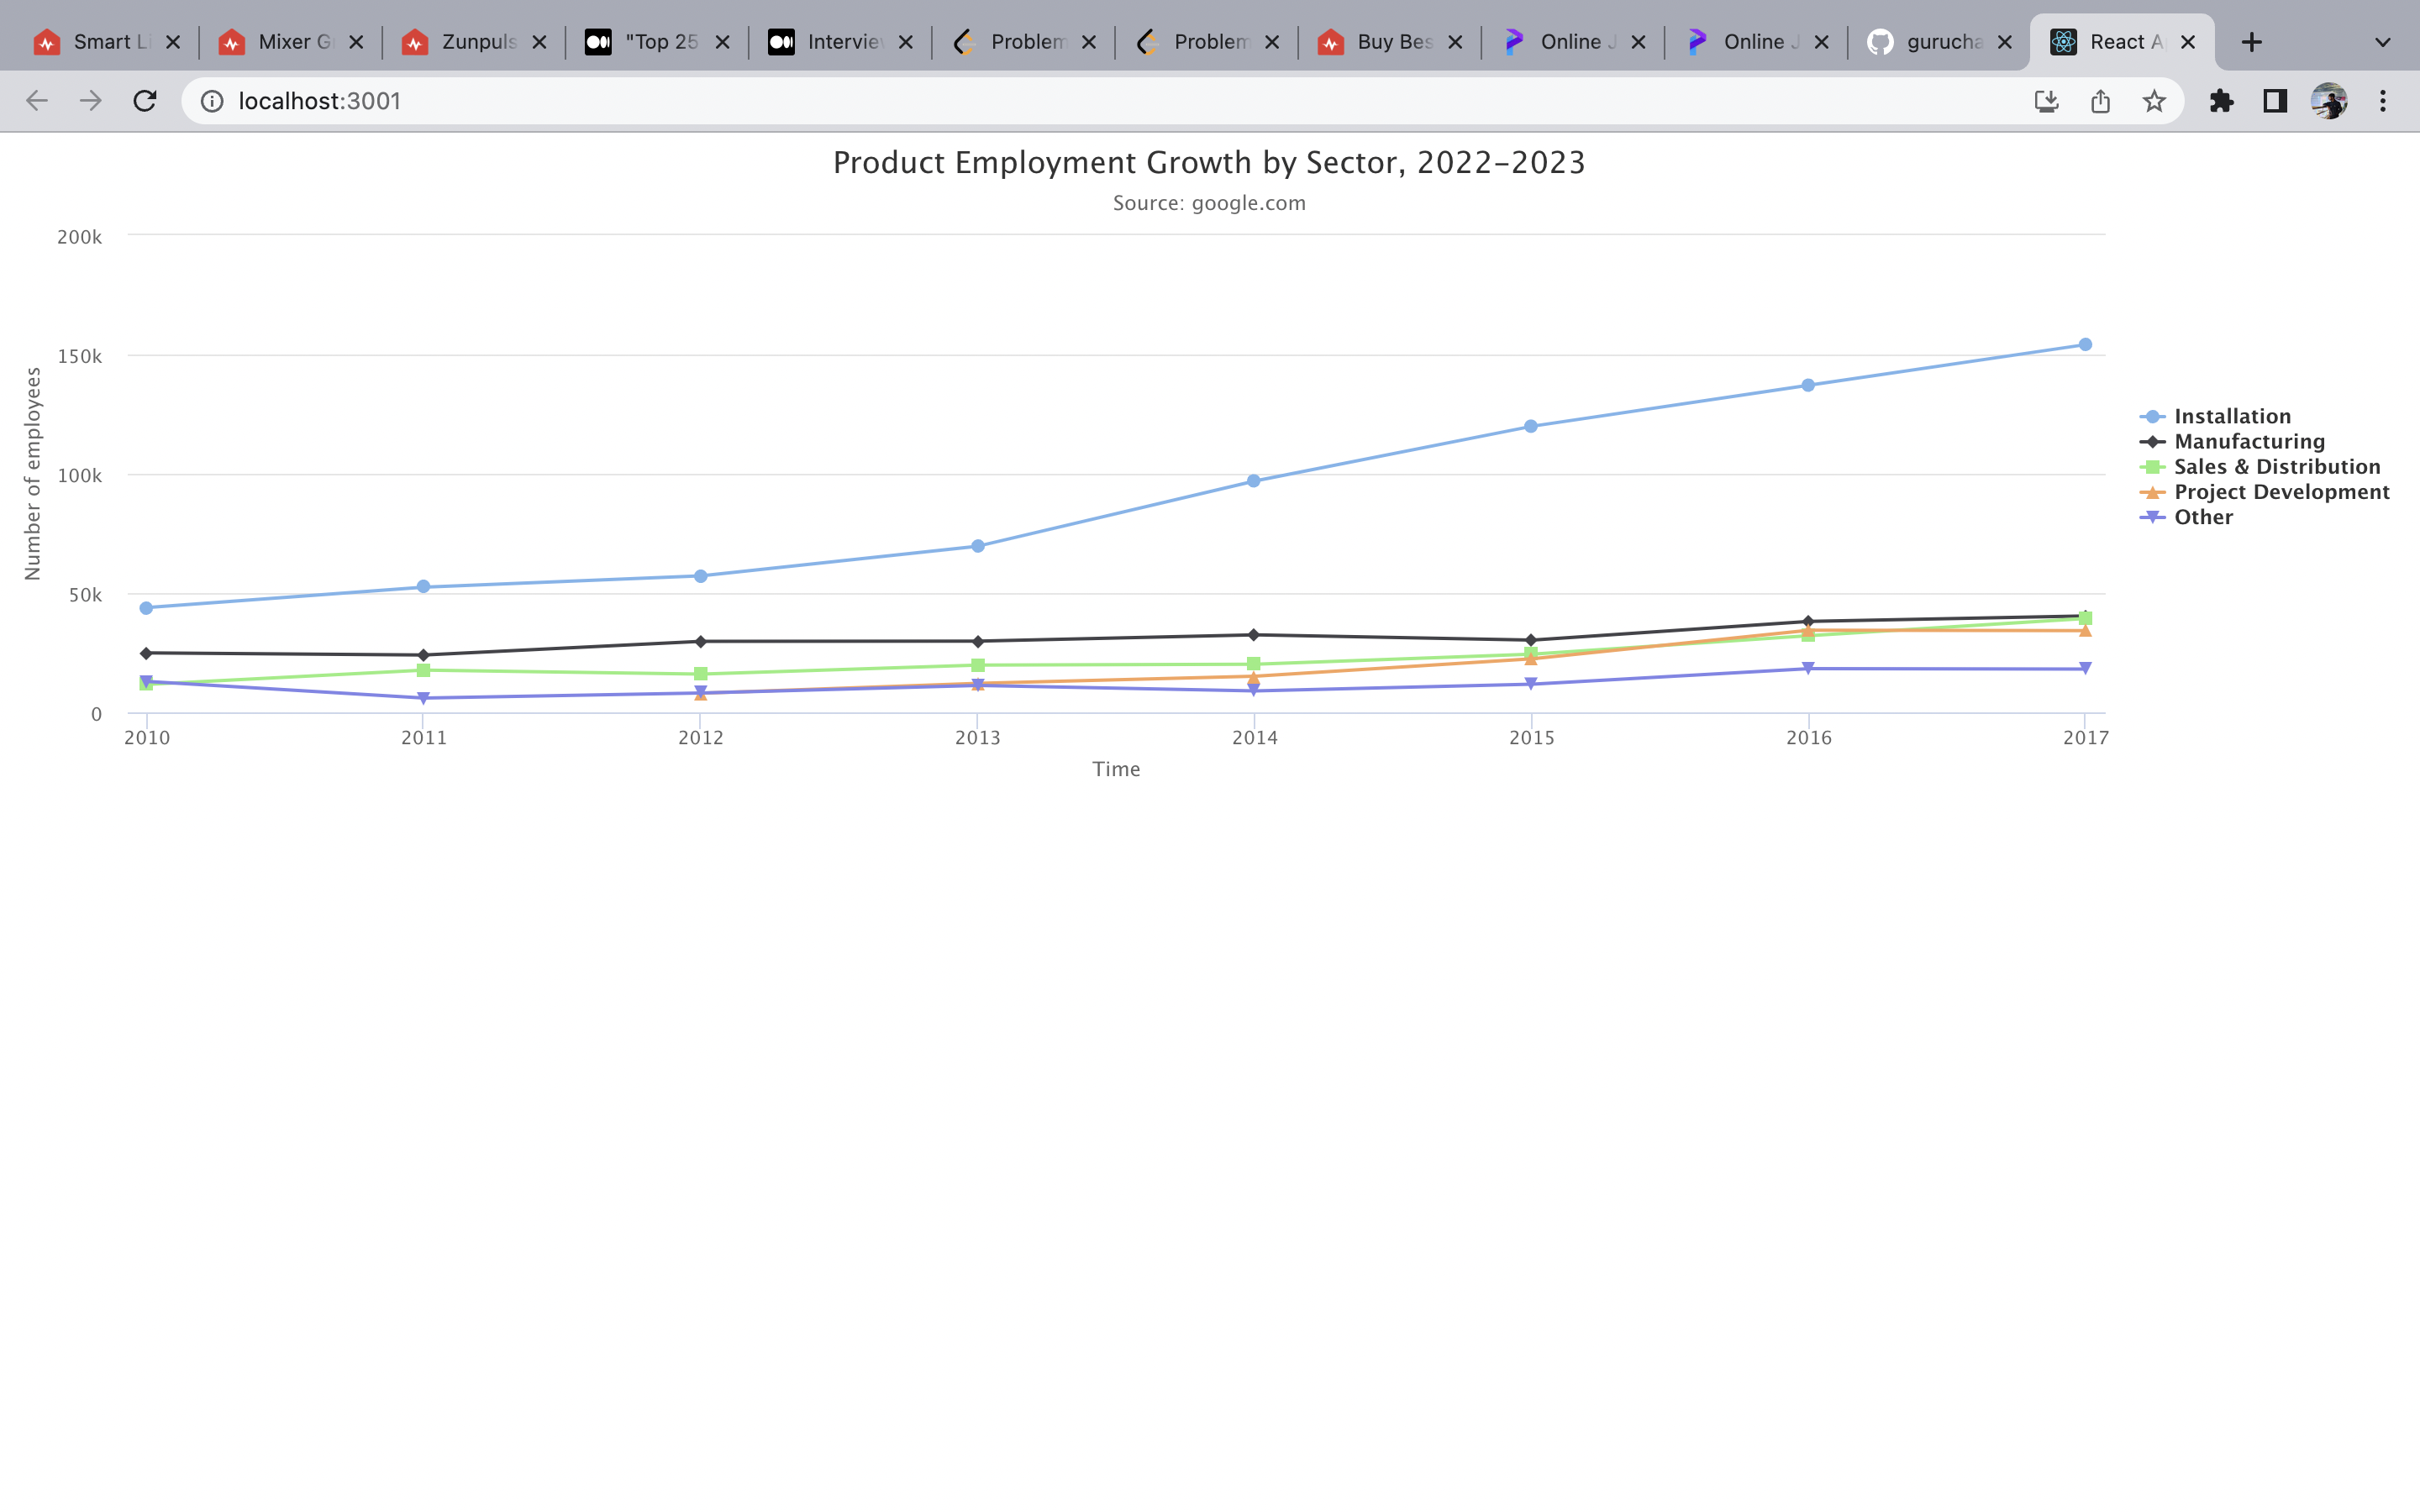 Smart Li
Mixer G
Zunpuls
"Top 25
Interview
Problem
Problem
Buy Bes
Online J
Online J
gurucha
React A
localhost:3001
Product Employment Growth by Sector, 2022-2023
Source: google.com
Number of employees
200k
150k
100k
50k
0
2010 2011 2012 2013 2014 2015 2016 2017
Time
Installation
Manufacturing
Sales & Distribution
Project Development
Other